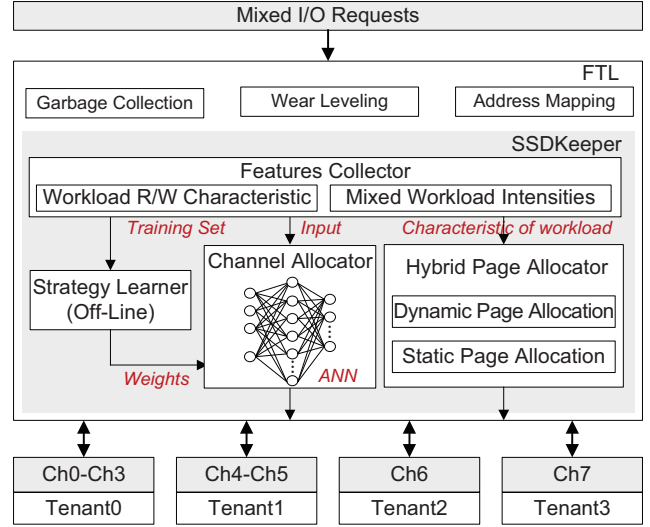 Mixed I/O Requests
FTL
Garbage Collection
Wear Leveling
Address Mapping
SSDKeeper
Features Collector
Workload R/W Characteristic
Mixed Workload Intensities
Training Set
Input
Characteristic of workload
Strategy Learner
(Off-Line)
Channel Allocator
Hybrid Page Allocator
Dynamic Page Allocation
Static Page Allocation
Weights
ANN
Ch0-Ch3
Ch4-Ch5
Ch6
Ch7
Tenant0
Tenant1
Tenant2
Tenant3